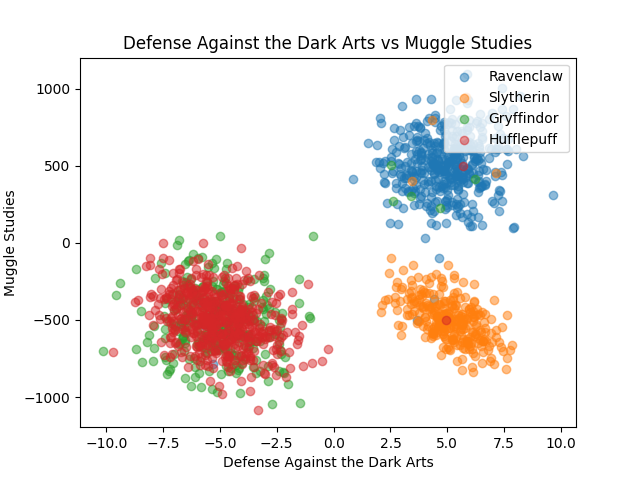 Defense Against the Dark Arts vs Muggle Studies
Ravenclaw
Slytherin
Gryffindor
Hufflepuff
1000
500
0
−500
−1000
Muggle Studies
−10.0 −7.5 −5.0 −2.5 0.0 2.5 5.0 7.5 10.0
Defense Against the Dark Arts